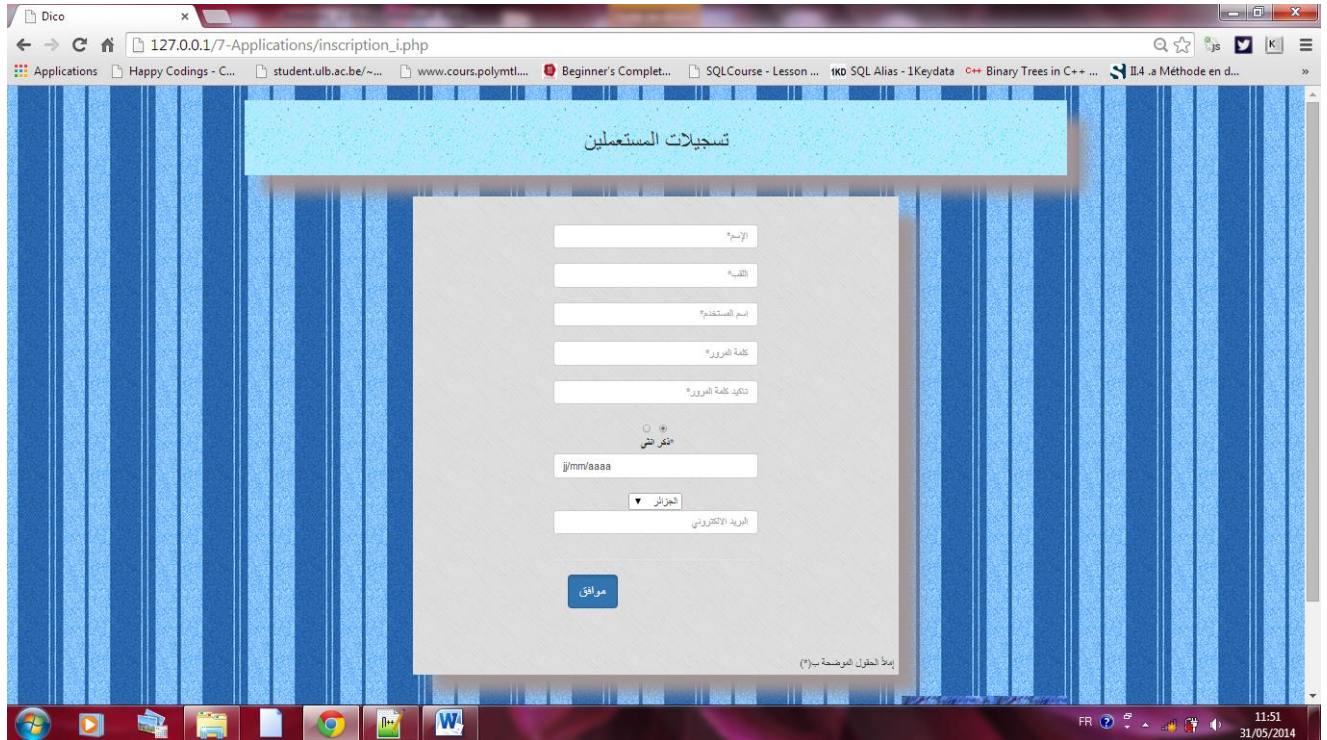 Dico
127.0.0.1/7-Applications/inscription_i.php
Applications Happy Codings - C... student.ulb.ac.be/~... www.cours.polymtl.... Beginner's Complet... SQLCourse - Lesson ... 1KD SQL Alias - 1Keydata C++ Binary Trees in C++ ... II.4 .a Méthode en d... »
تسجيلات المستعملين
الإسم*
اللقب*
اسم المستخدم*
كلمة المرور*
تاكيد كلمة المرور*
*ذكر انثى
jj/mm/aaaa
الجزائر
البريد الالكتروني
موافق
إملأ الحقول الموضحة ب(*)
FR 11:51
31/05/2014